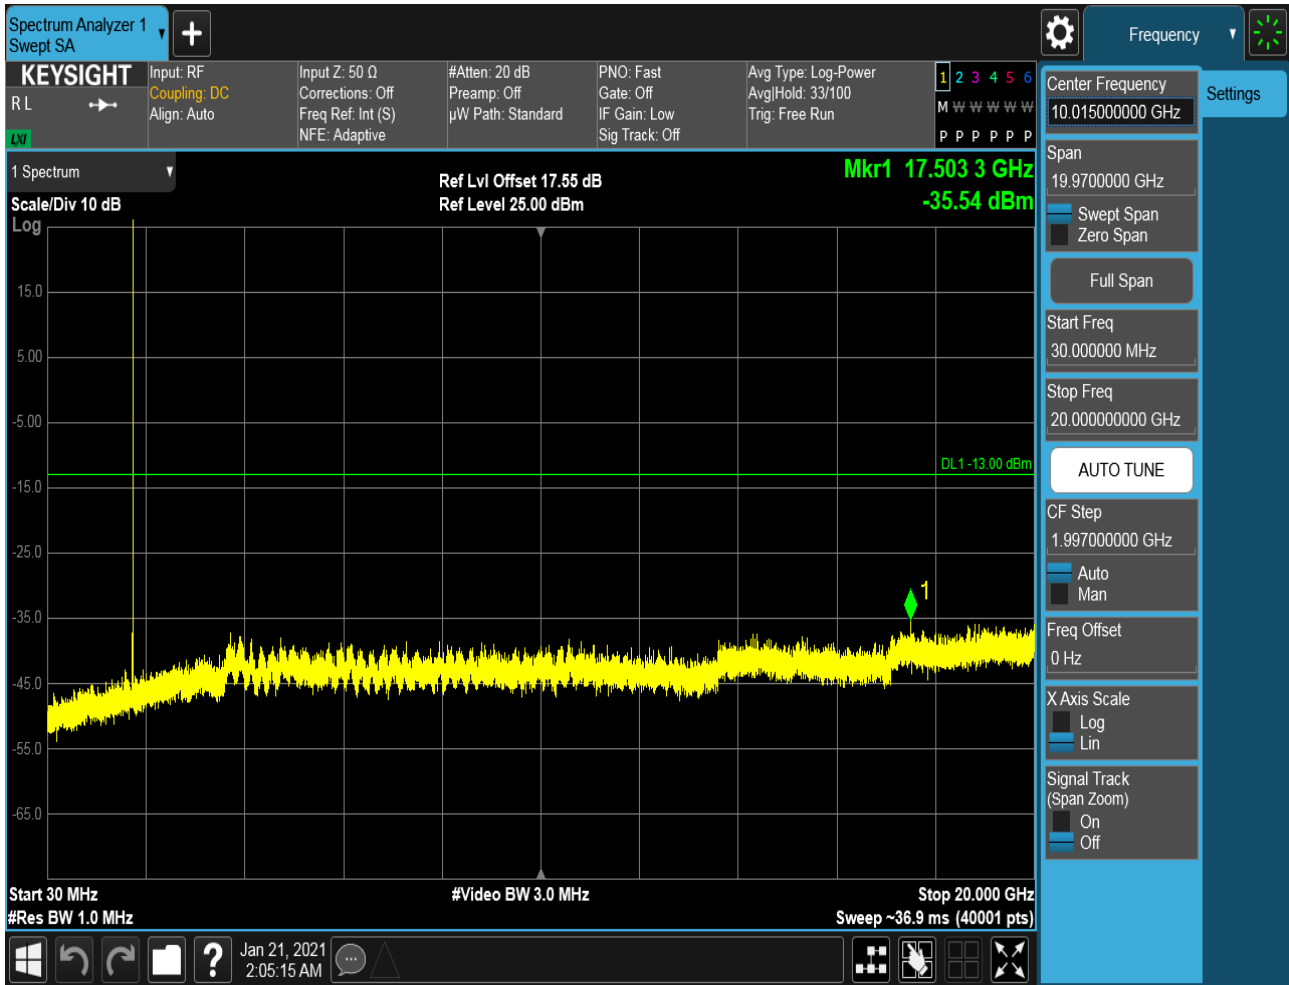 Spectrum Analyzer 1
Swept SA
Frequency
KEYSIGHT
R L
LXI
Input: RF
Coupling: DC
Align: Auto
Input Z: 50 Ω
Corrections: Off
Freq Ref: Int (S)
NFE: Adaptive
#Atten: 20 dB
Preamp: Off
µW Path: Standard
PNO: Fast
Gate: Off
IF Gain: Low
Sig Track: Off
Avg Type: Log-Power
Avg|Hold: 33/100
Trig: Free Run
1 2 3 4 5 6
M W W W W W
P P P P P P
1 Spectrum
Scale/Div 10 dB
Log
Ref Lvl Offset 17.55 dB
Ref Level 25.00 dBm
Mkr1 17.503 3 GHz
-35.54 dBm
15.0
5.00
-5.00
-15.0
-25.0
-35.0
-45.0
-55.0
-65.0
DL1 -13.00 dBm
1
Start 30 MHz
#Res BW 1.0 MHz
#Video BW 3.0 MHz
Stop 20.000 GHz
Sweep ~36.9 ms (40001 pts)
Jan 21, 2021
2:05:15 AM
Center Frequency
10.015000000 GHz
Settings
Span
19.9700000 GHz
Swept Span
Zero Span
Full Span
Start Freq
30.000000 MHz
Stop Freq
20.000000000 GHz
AUTO TUNE
CF Step
1.997000000 GHz
Auto
Man
Freq Offset
0 Hz
X Axis Scale
Log
Lin
Signal Track
(Span Zoom)
On
Off